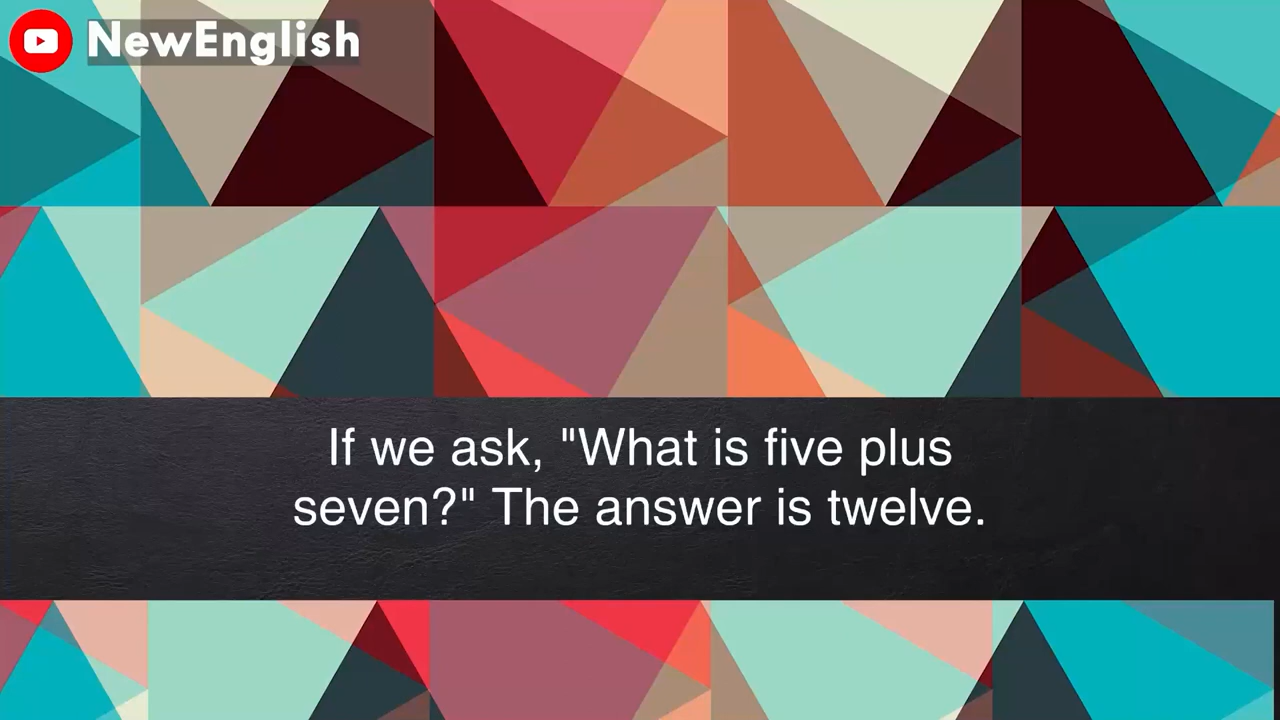 NewEnglish
If we ask, "What is five plus
seven?" The answer is twelve.